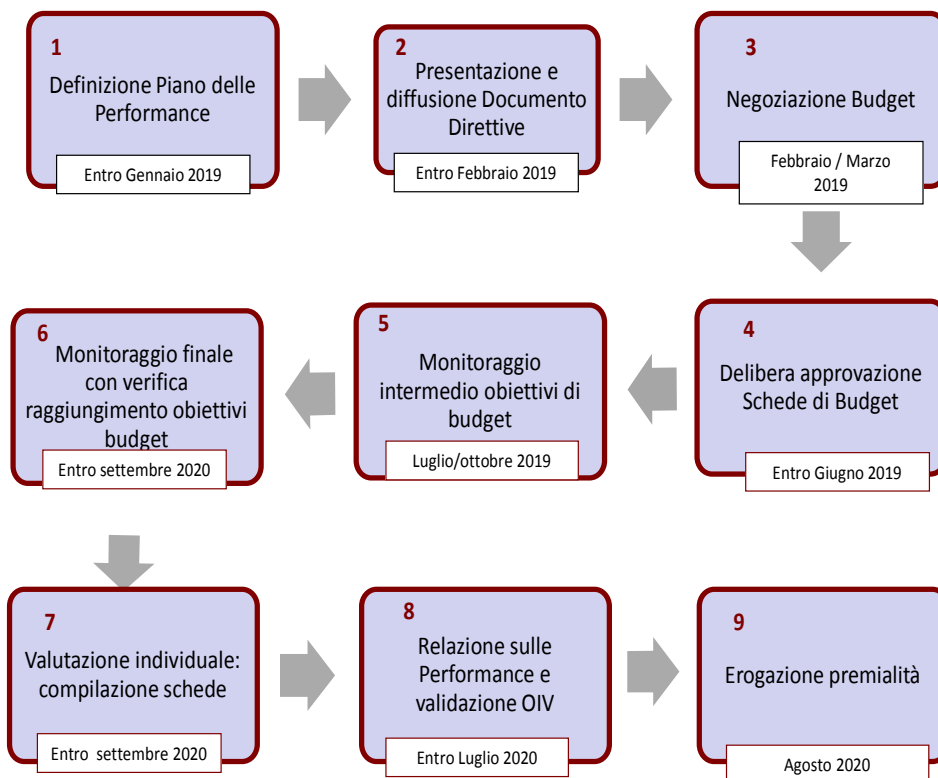 1
Definizione Piano delle
Performance
Entro Gennaio 2019
2
Presentazione e
diffusione Documento
Direttive
Entro Febbraio 2019
3
Negoziazione Budget
Febbraio / Marzo
2019
4
Delibera approvazione
Schede di Budget
Entro Giugno 2019
5
Monitoraggio
intermedio obiettivi di
budget
Luglio/ottobre 2019
6
Monitoraggio finale
con verifica
raggiungimento obiettivi
budget
Entro settembre 2020
7
Valutazione individuale:
compilazione schede
Entro  settembre 2020
8
Relazione sulle
Performance e
validazione OIV
Entro Luglio 2020
9
Erogazione premialità
Agosto 2020